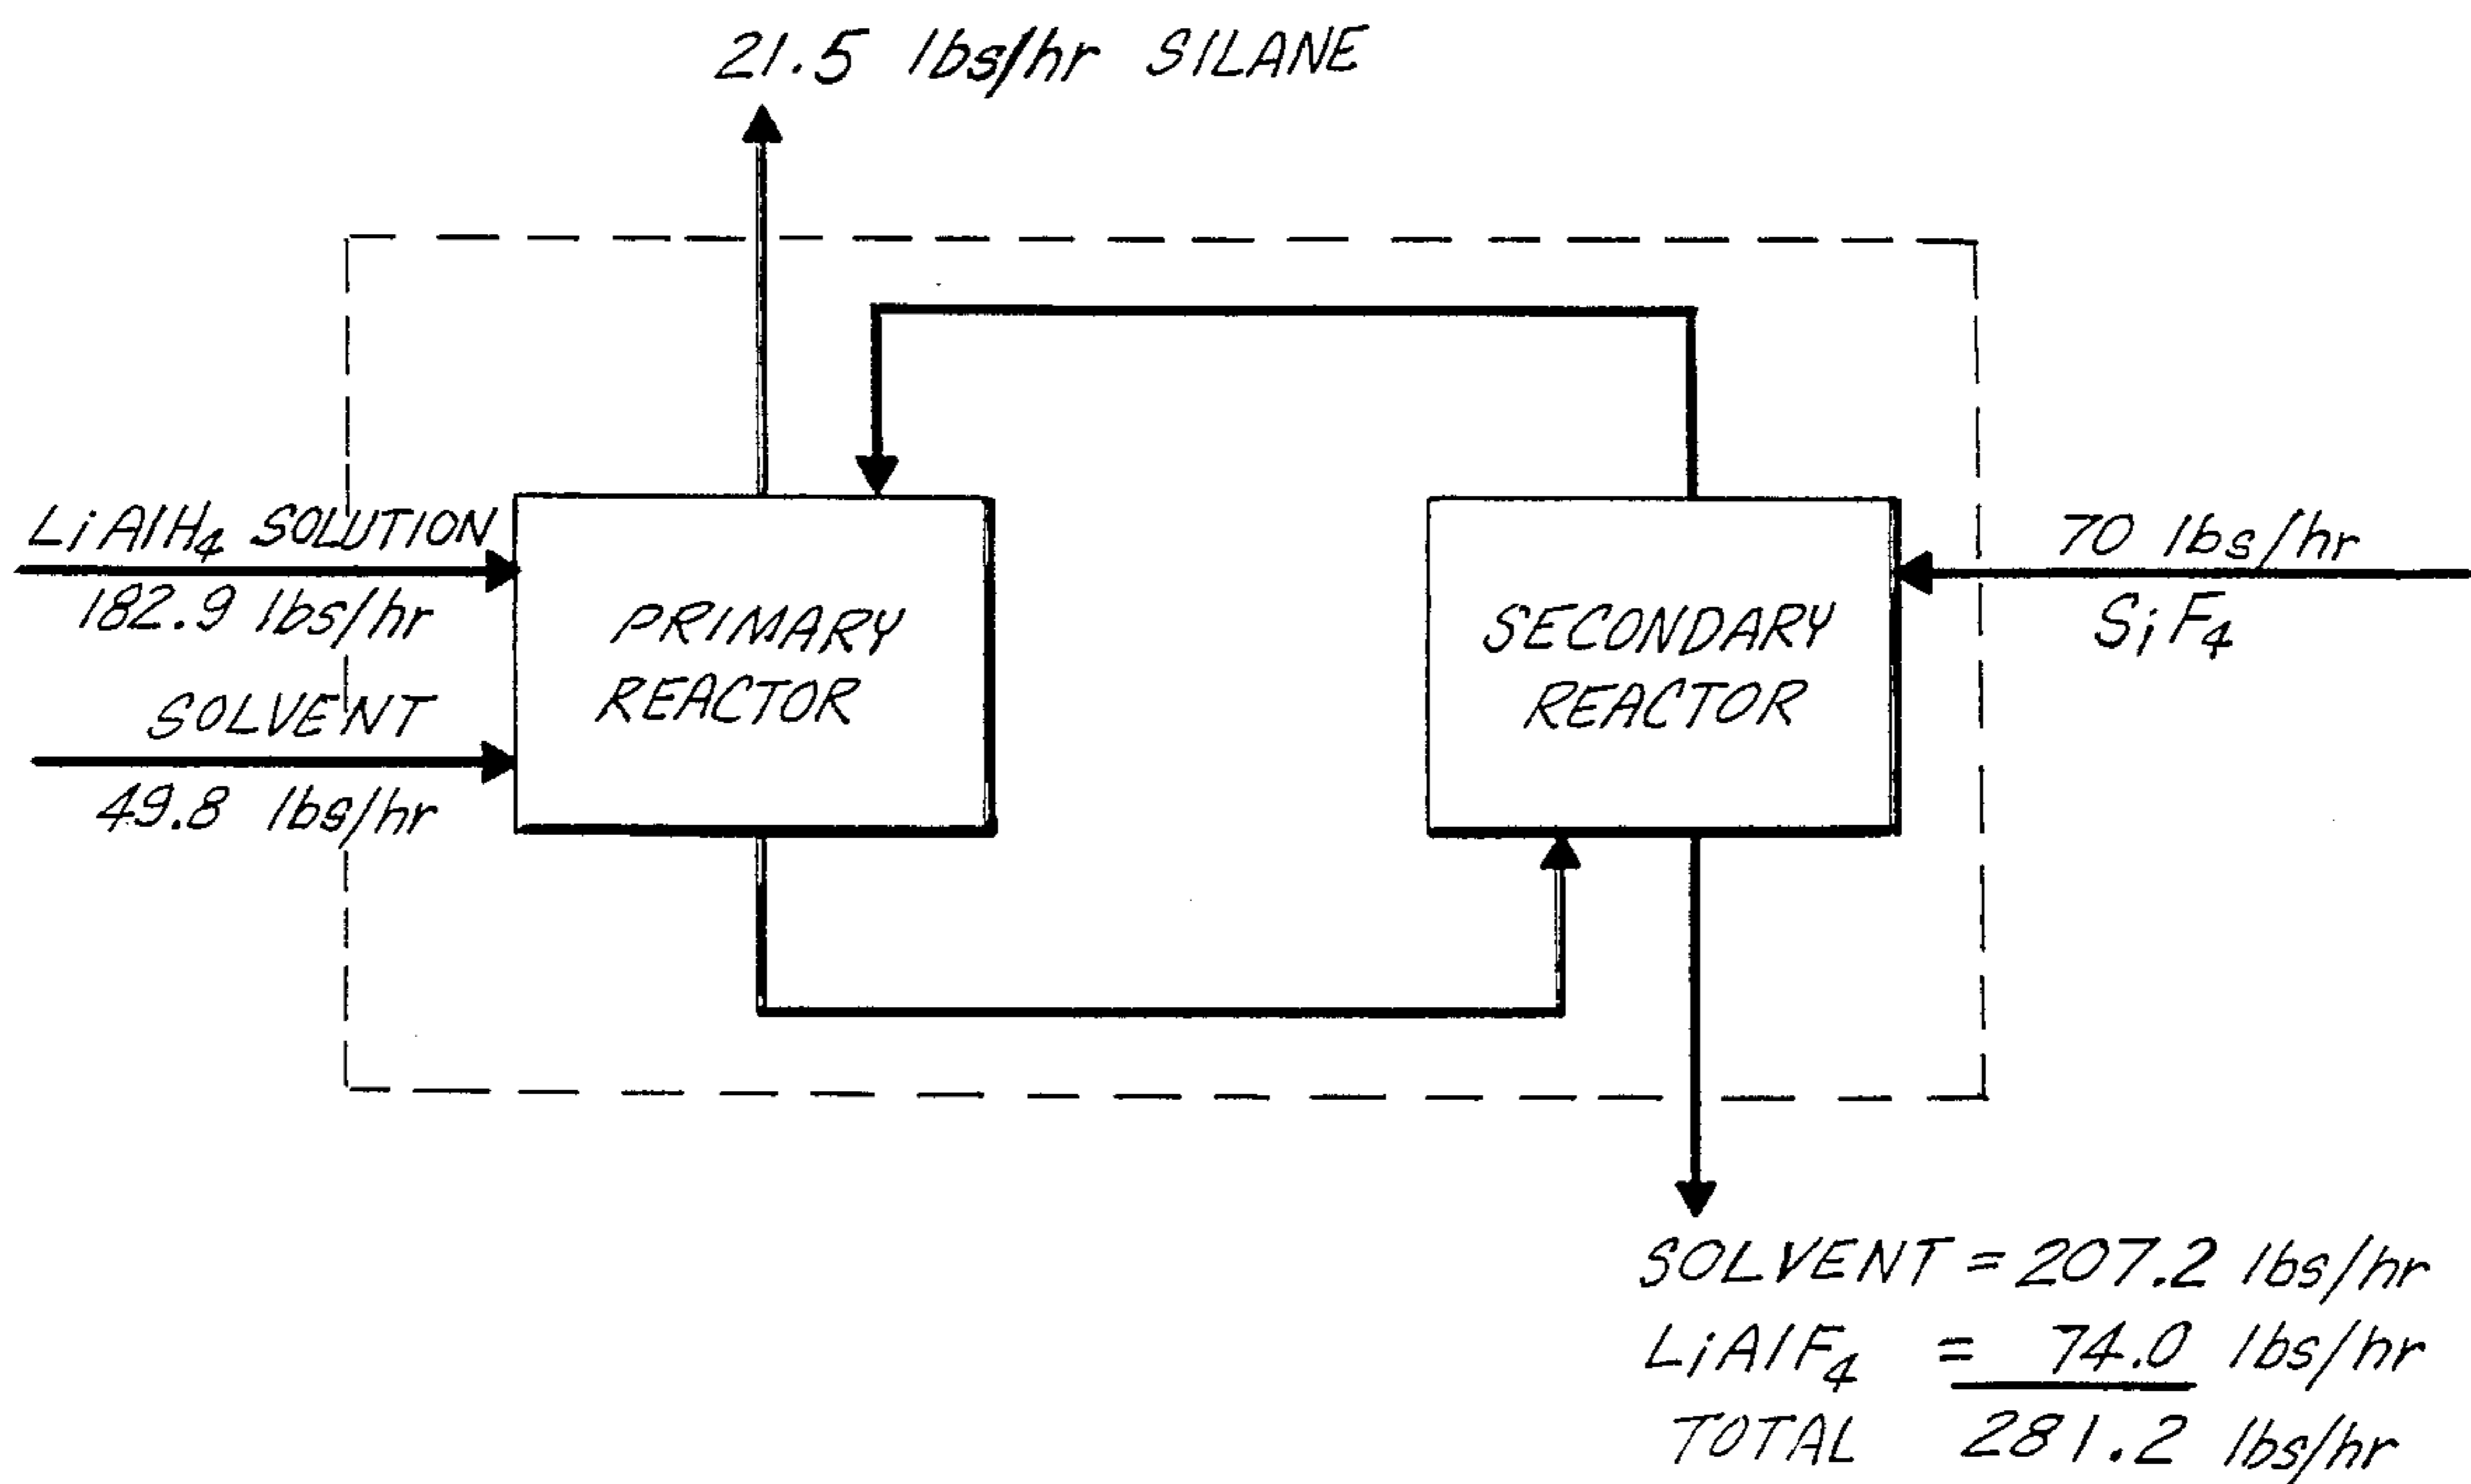 21.5 lbs/hr SILANE
LiAlH₄ SOLUTION
182.9 lbs/hr
SOLVENT
49.8 lbs/hr
PRIMARY
REACTOR
SECONDARY
REACTOR
70 lbs/hr
SiF₄
SOLVENT = 207.2 lbs/hr
LiAlF₄ = 74.0 lbs/hr
TOTAL 281.2 lbs/hr